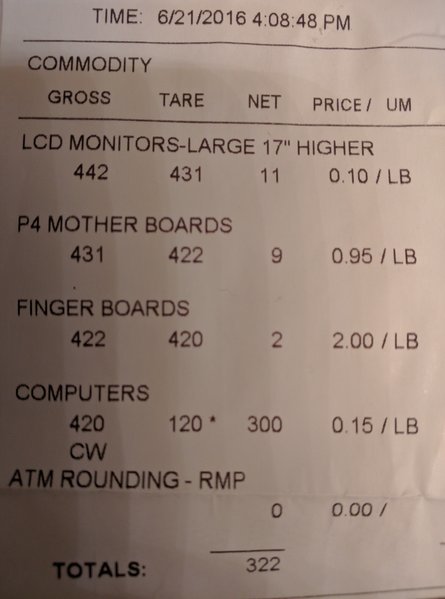 TIME: 6/21/2016 4:08:48 PM
COMMODITY
GROSS TARE NET PRICE / UM
LCD MONITORS-LARGE 17" HIGHER
442 431 11 0.10 / LB
P4 MOTHER BOARDS
431 422 9 0.95 / LB
FINGER BOARDS
422 420 2 2.00 / LB
COMPUTERS
420 120 * 300 0.15 / LB
CW
ATM ROUNDING - RMP
0 0.00 /
TOTALS: 322